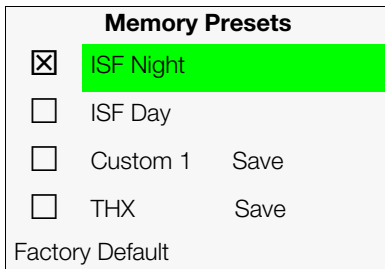 Memory Presets
ISF Night
ISF Day
Custom 1 Save
THX Save
Factory Default